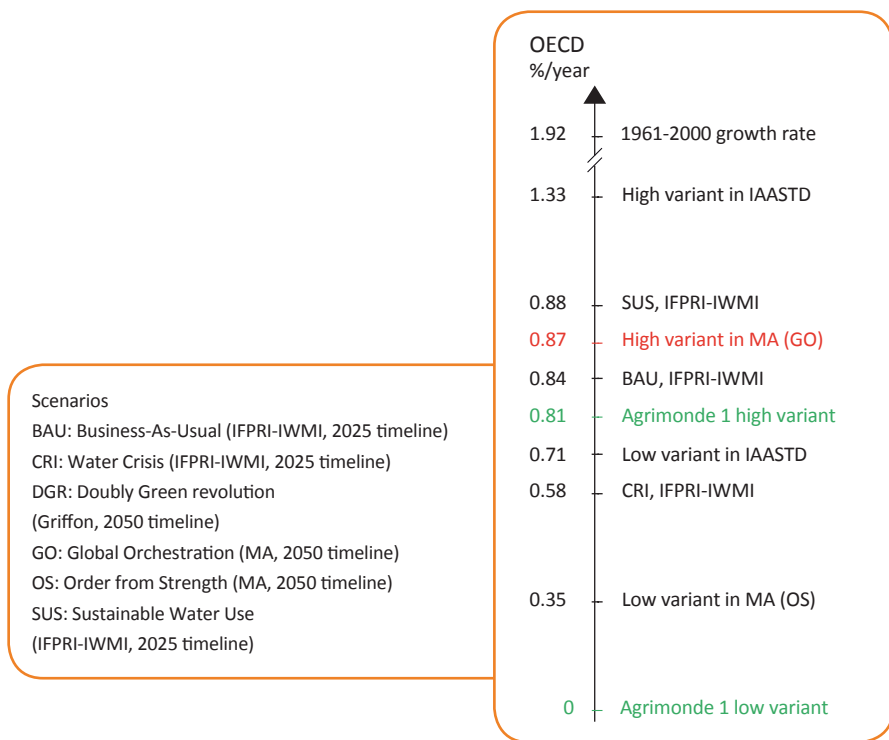 OECD
%/year
1.92 1961-2000 growth rate
1.33 High variant in IAASTD
0.88 SUS, IFPRI-IWMI
0.87 High variant in MA (GO)
0.84 BAU, IFPRI-IWMI
0.81 Agrimonde 1 high variant
0.71 Low variant in IAASTD
0.58 CRI, IFPRI-IWMI
0.35 Low variant in MA (OS)
0 Agrimonde 1 low variant
Scenarios
BAU: Business-As-Usual (IFPRI-IWMI, 2025 timeline)
CRI: Water Crisis (IFPRI-IWMI, 2025 timeline)
DGR: Doubly Green revolution
(Griffon, 2050 timeline)
GO: Global Orchestration (MA, 2050 timeline)
OS: Order from Strength (MA, 2050 timeline)
SUS: Sustainable Water Use
(IFPRI-IWMI, 2025 timeline)